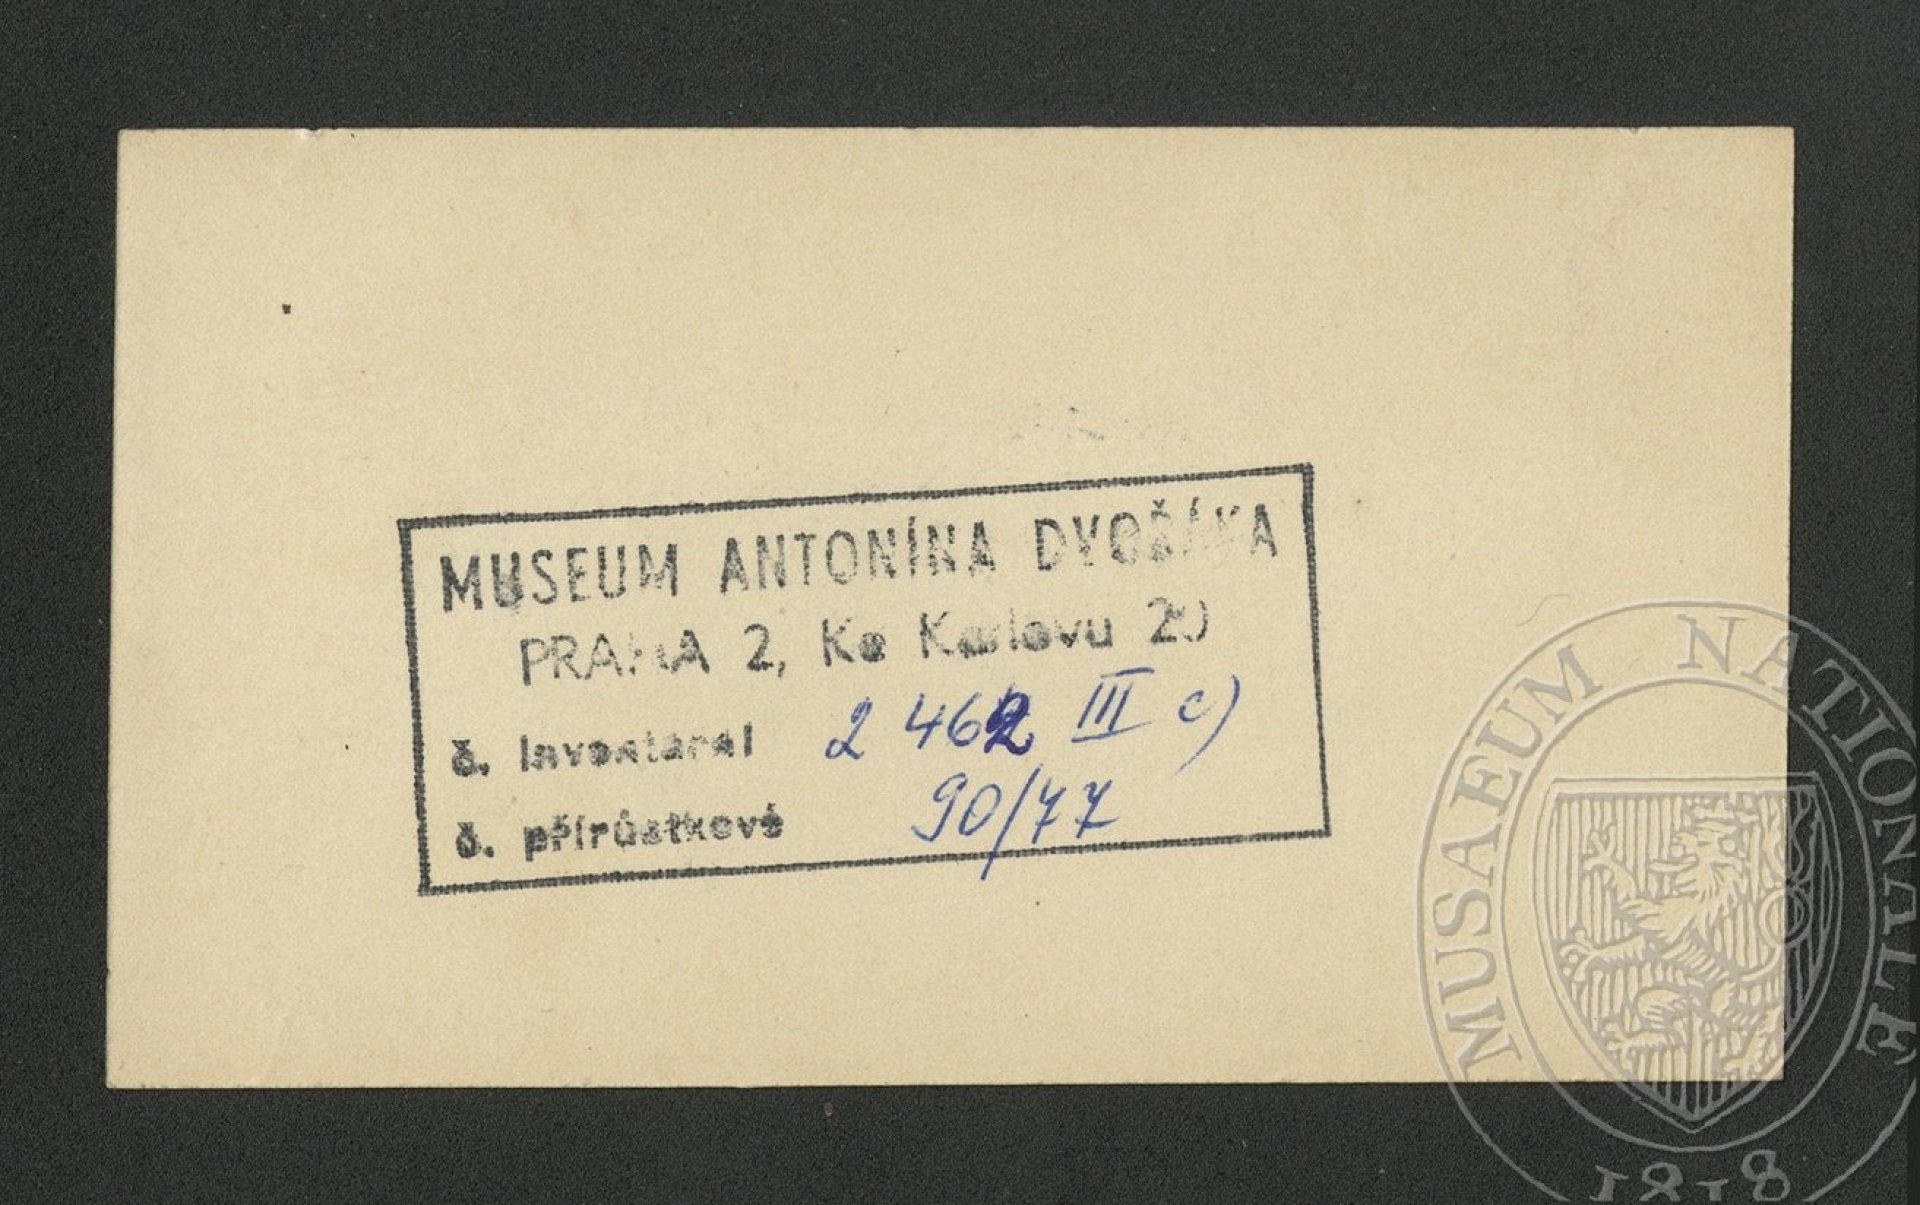 MUSEUM ANTONÍNA DVOŘÁKA
PRAHA 2, Ke Karlovu 20
č. inventární 2 462 III c)
č. přírůstkové 90/77
MUSAEUM NATIONALE
1818